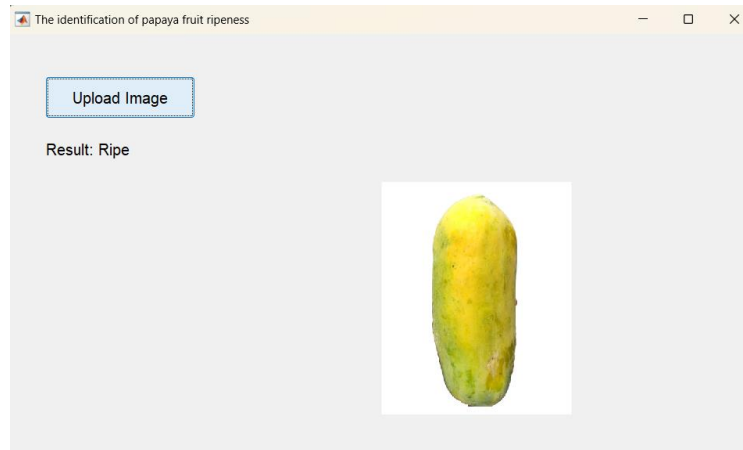 The identification of papaya fruit ripeness
Upload Image
Result: Ripe